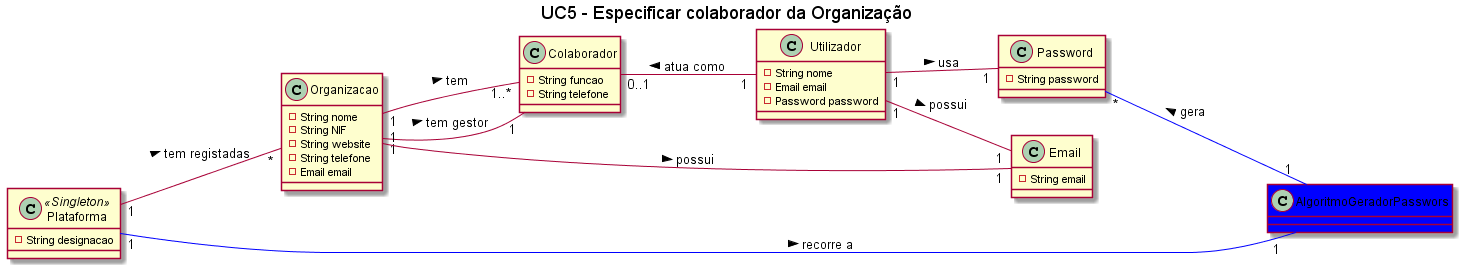 UC5 - Especificar colaborador da Organização
C Organizacao
String nome
String NIF
String website
String telefone
Email email
C Colaborador
String funcao
String telefone
C Utilizador
String nome
Email email
Password password
C Password
String password
C Email
String email
C «Singleton»
Plataforma
String designacao
C AlgoritmoGeradorPasswors
tem registadas
1
*
tem
1
1..*
tem gestor
1
1
possui
1
1
atua como
0..1
1
usa
1
1
possui
1
1
gera
*
1
recorre a
1
1